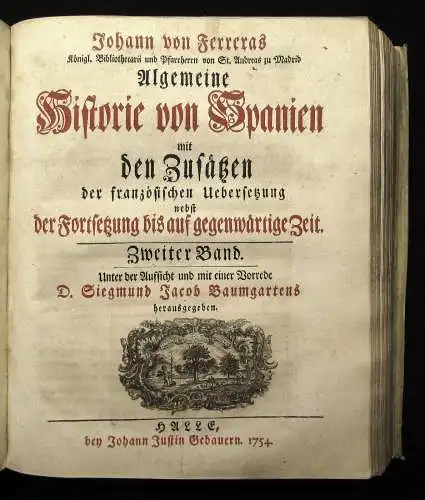 Johann von Ferreras
Königl. Bibliothecarii und Pfarrherrn von St. Andreas zu Madrid
Algemeine
Historie von Spanien
mit
den Zusätzen
der französischen Uebersetzung
nebst
der Fortsetzung bis auf gegenwärtige Zeit.
Zweiter Band.
Unter der Aufsicht und mit einer Vorrede
D. Siegmund Jacob Baumgartens
herausgegeben.
HALLE,
bey Johann Justin Gebauern. 1754.